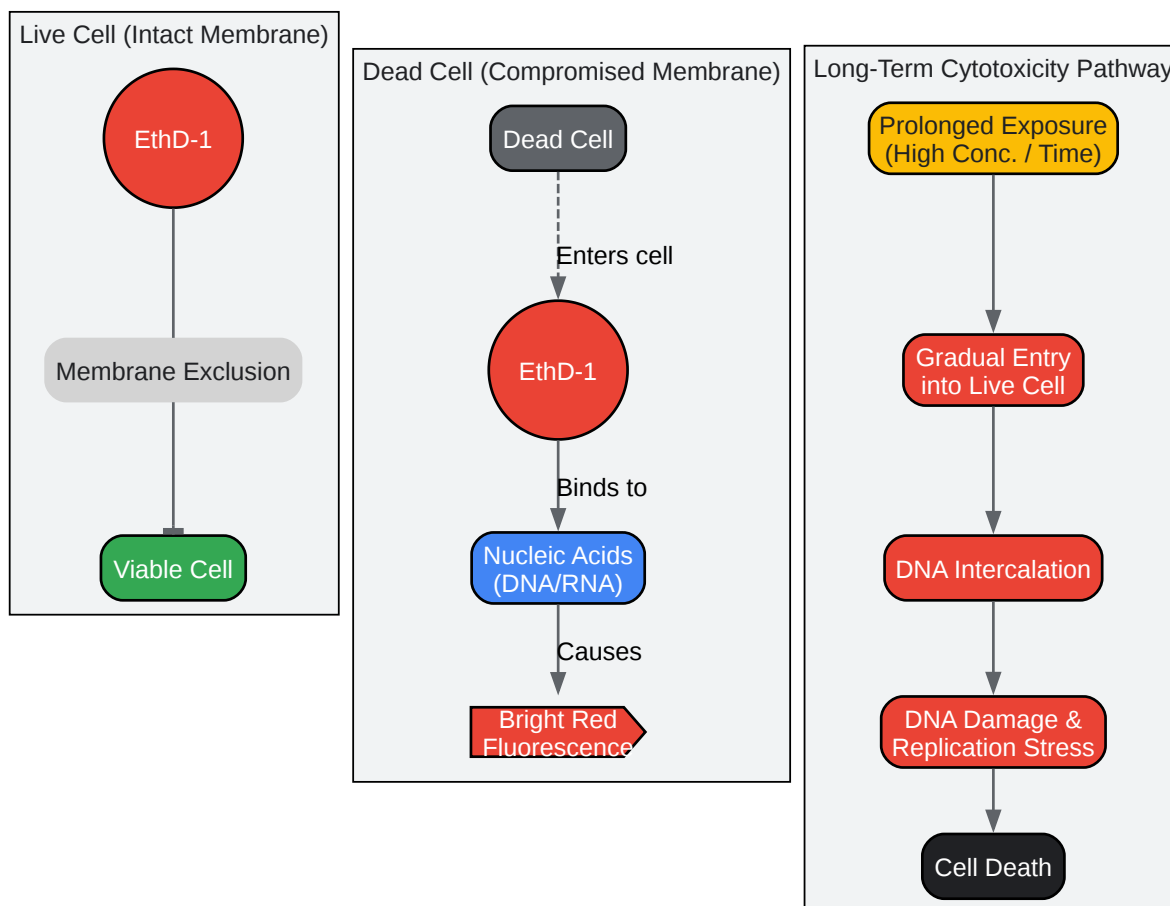 Live Cell (Intact Membrane)
EthD-1
Membrane Exclusion
Viable Cell
Dead Cell (Compromised Membrane)
Dead Cell
Enters cell
EthD-1
Binds to
Nucleic Acids
(DNA/RNA)
Causes
Bright Red
Fluorescence
Long-Term Cytotoxicity Pathway
Prolonged Exposure
(High Conc. / Time)
Gradual Entry
into Live Cell
DNA Intercalation
DNA Damage &
Replication Stress
Cell Death